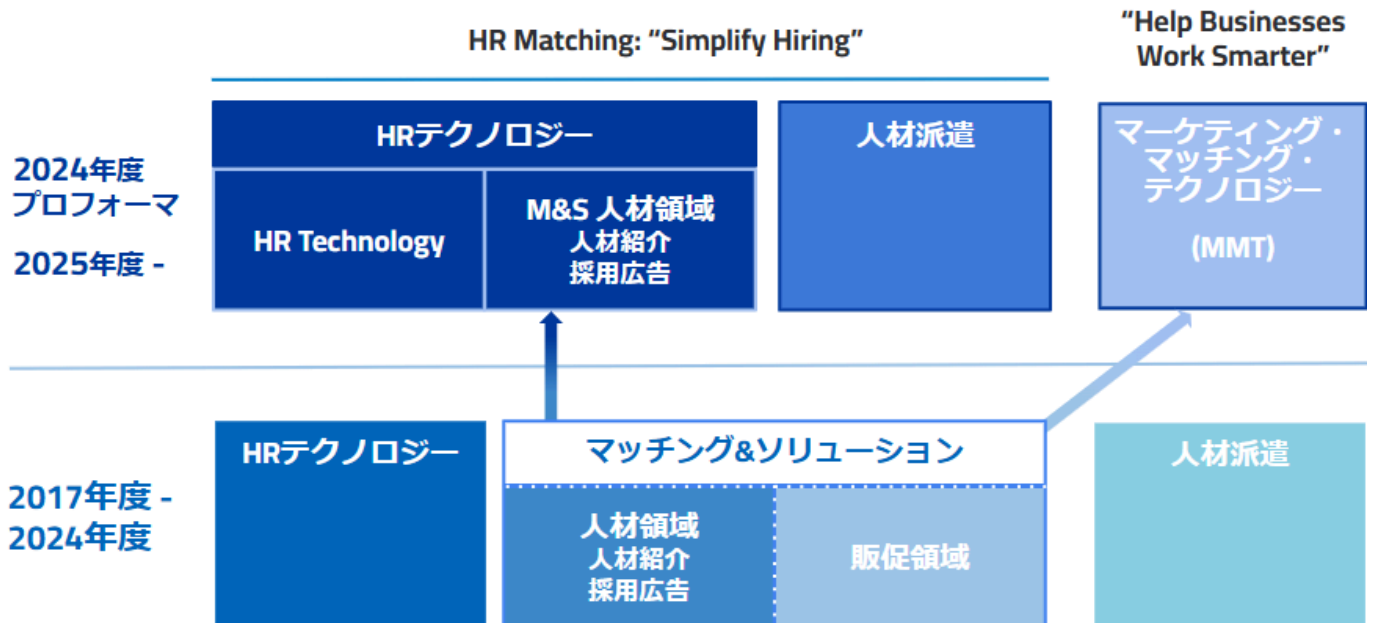 HR Matching: “Simplify Hiring”
“Help Businesses
Work Smarter”
2024年度
プロフォーマ
2025年度 -
HRテクノロジー
HR Technology
M&S 人材領域
人材紹介
採用広告
人材派遣
マーケティング・
マッチング・
テクノロジー
(MMT)
2017年度 -
2024年度
HRテクノロジー
マッチング&ソリューション
人材領域
人材紹介
採用広告
販促領域
人材派遣